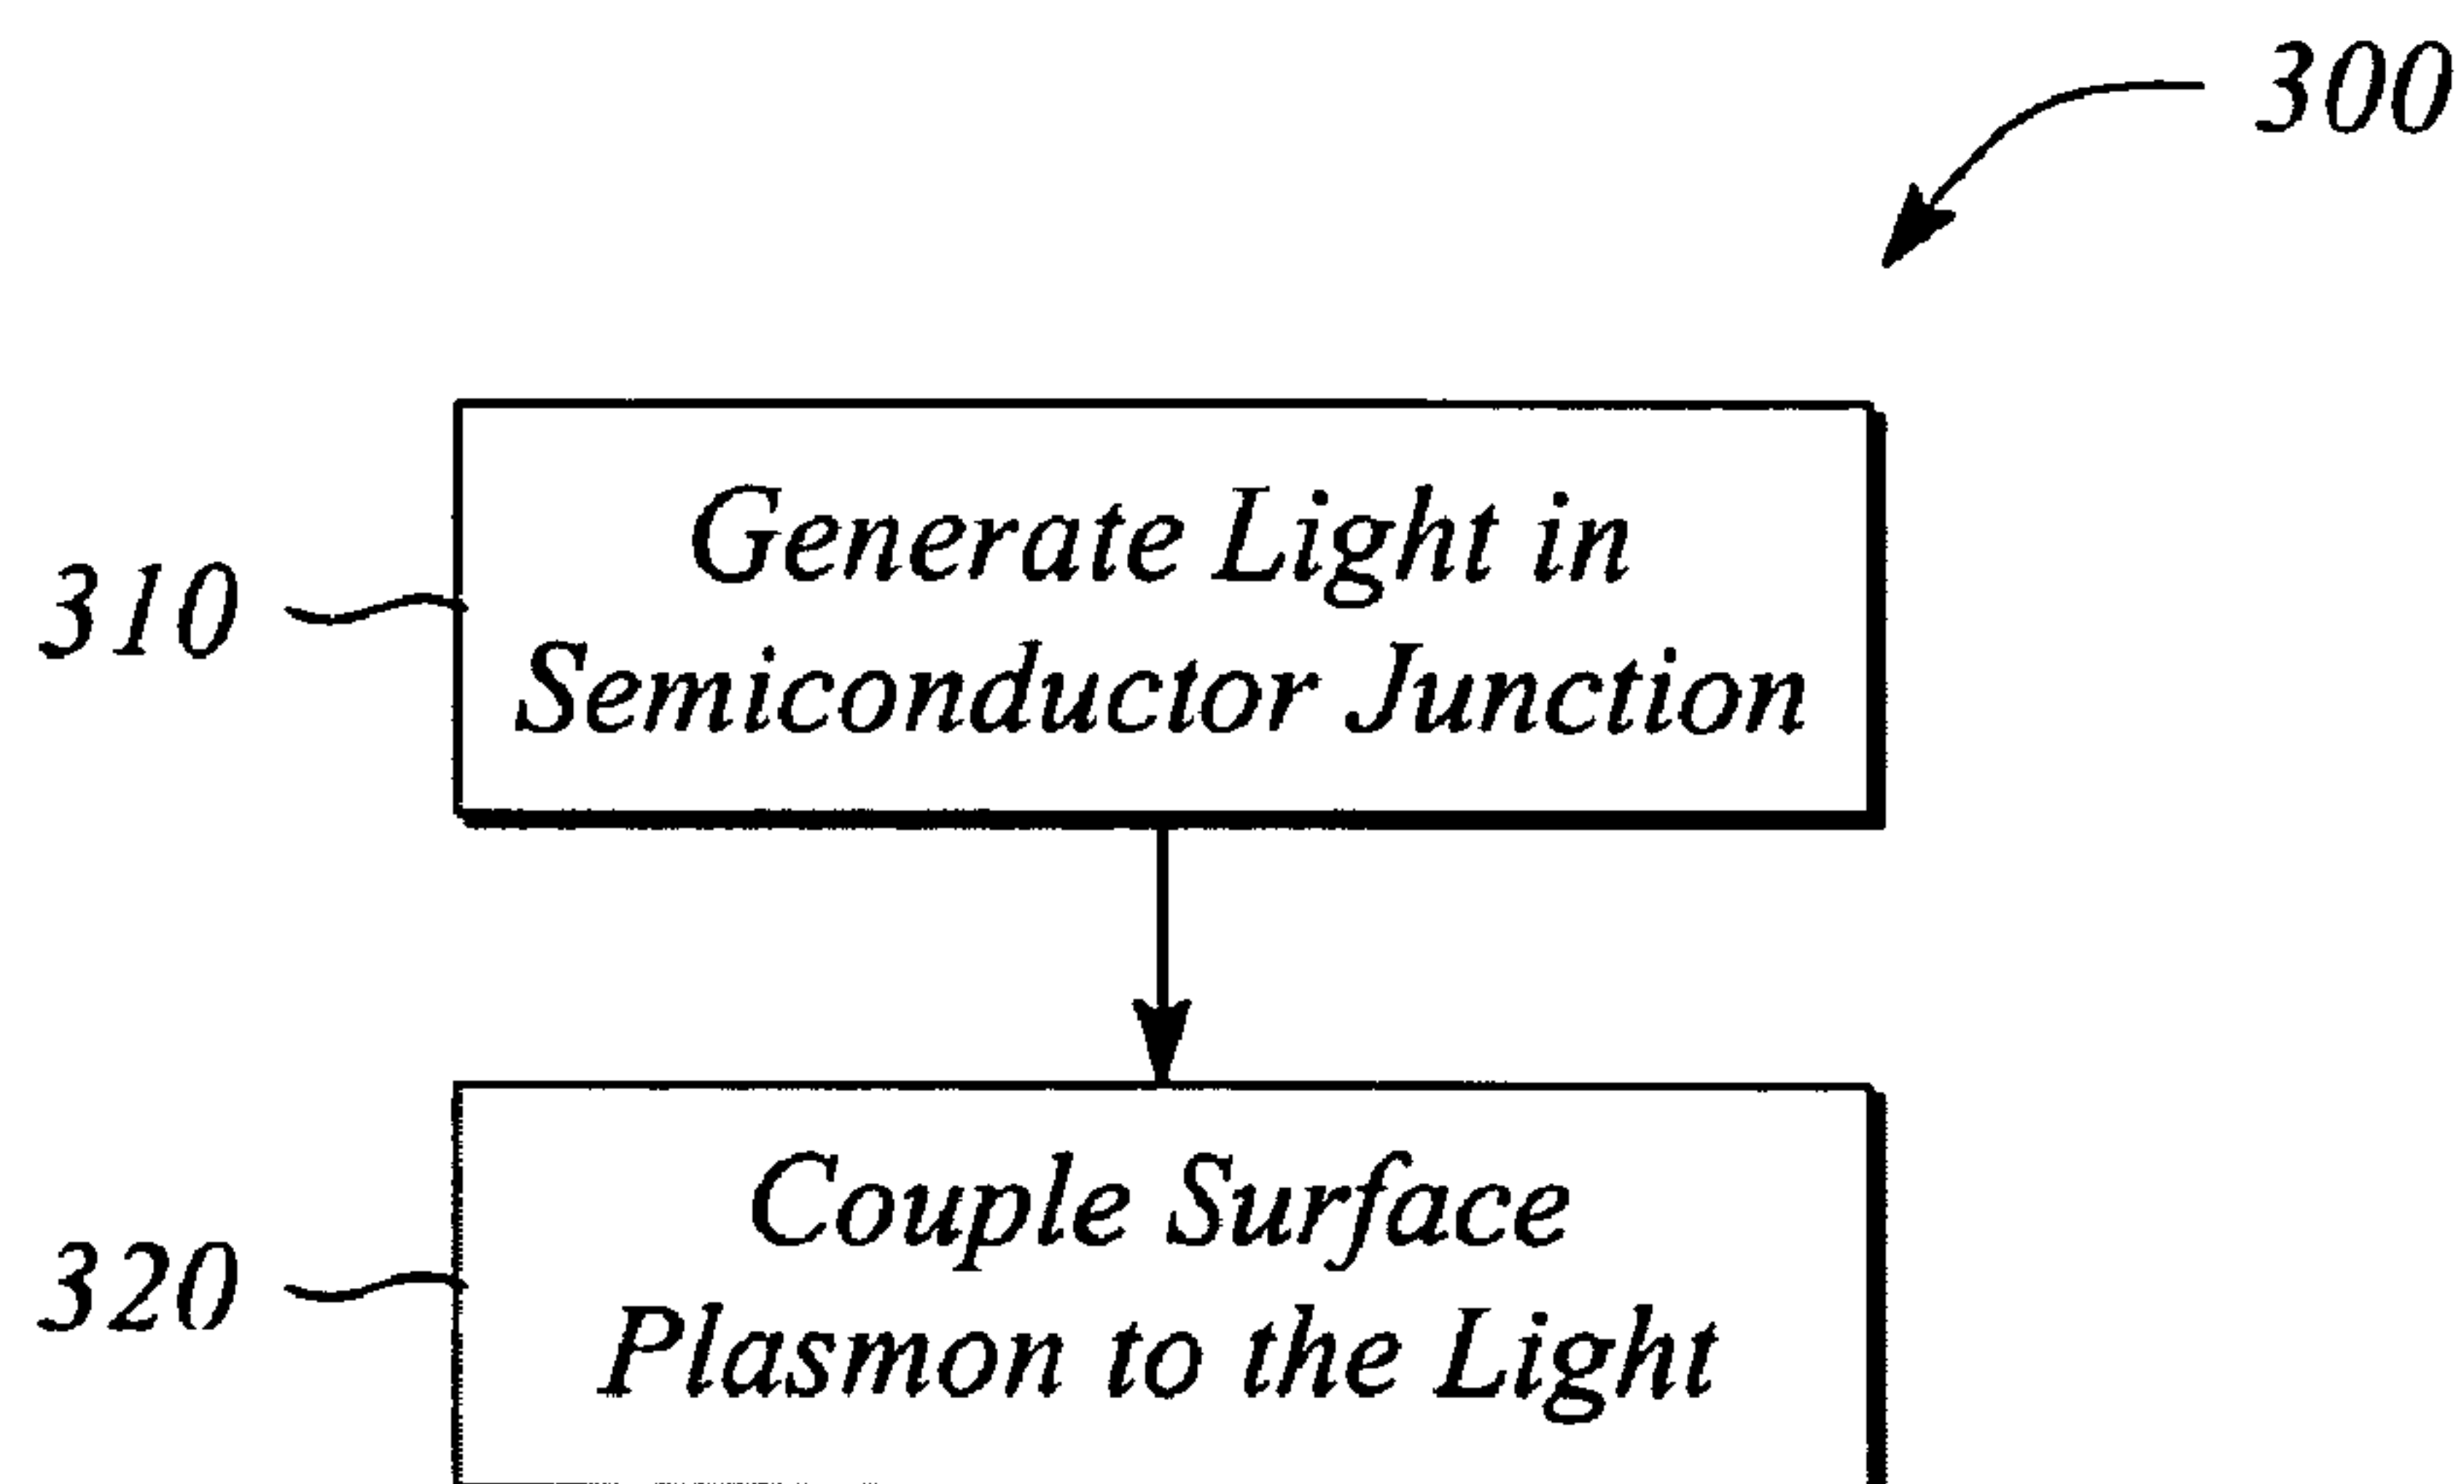 300
310
Generate Light in
Semiconductor Junction
320
Couple Surface
Plasmon to the Light